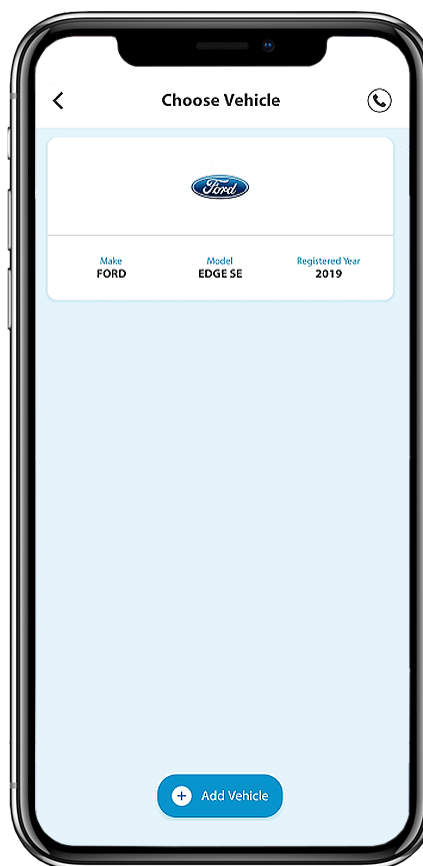 Choose Vehicle
Ford
Make Model Registered Year
FORD EDGE SE 2019
Add Vehicle